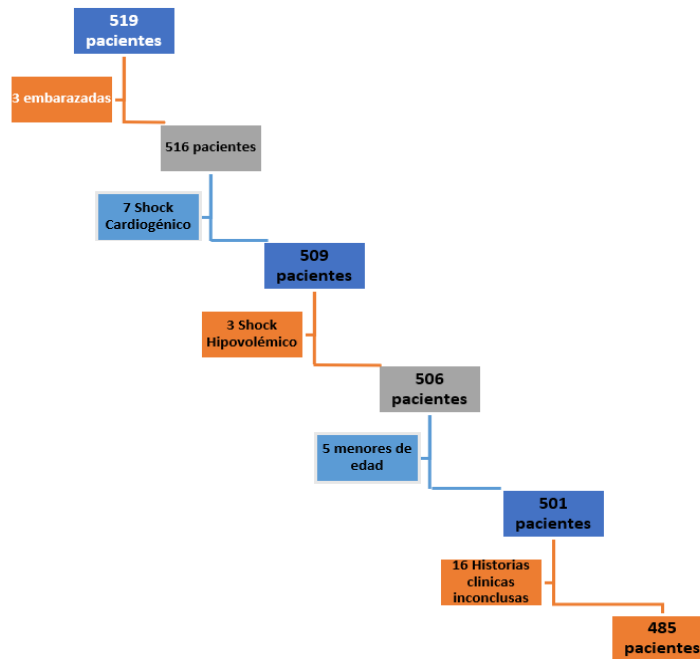 519
pacientes
3 embarazadas
516 pacientes
7 Shock
Cardiogénico
509
pacientes
3 Shock
Hipovolémico
506
pacientes
5 menores de
edad
501
pacientes
16 Historias
clinicas
inconclusas
485
pacientes